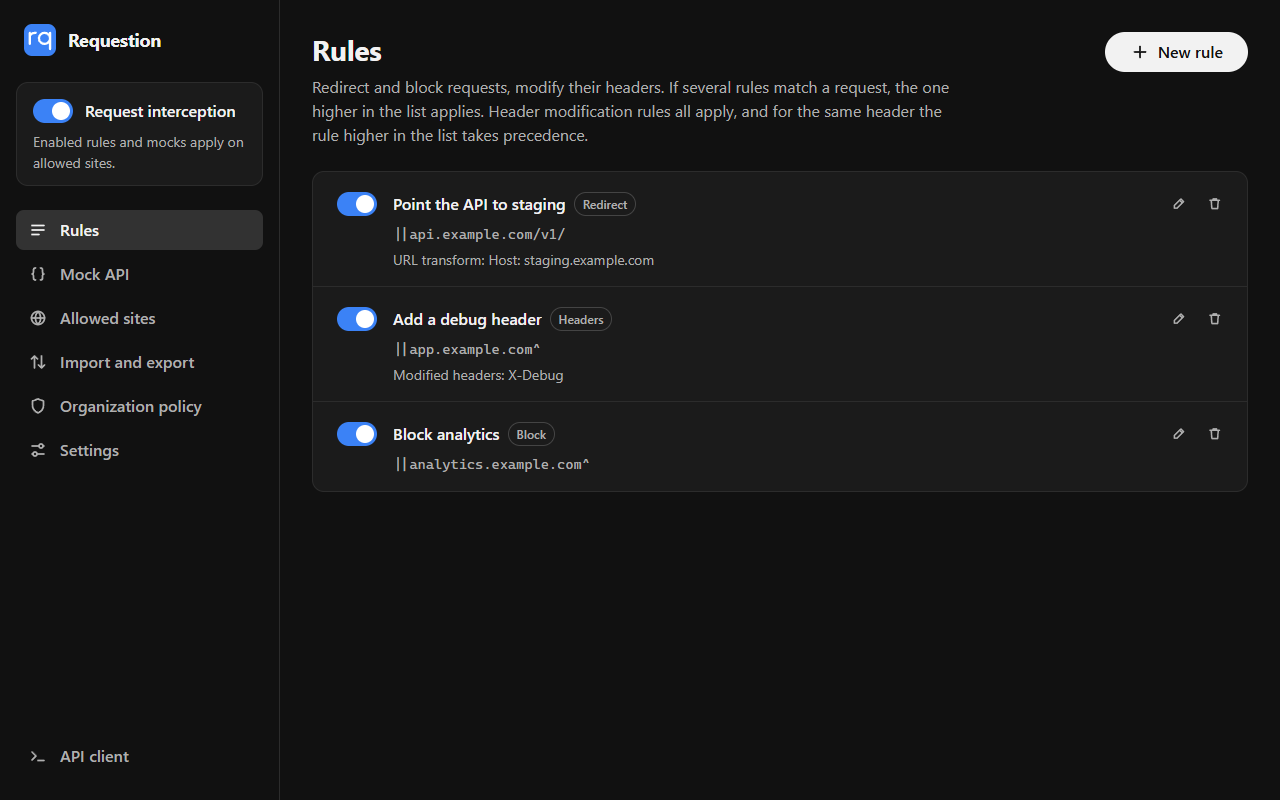 rq Requestion
Request interception
Enabled rules and mocks apply on
allowed sites.
Rules
Mock API
Allowed sites
Import and export
Organization policy
Settings
API client
Rules
Redirect and block requests, modify their headers. If several rules match a request, the one
higher in the list applies. Header modification rules all apply, and for the same header the
rule higher in the list takes precedence.
New rule
Point the API to staging Redirect
||api.example.com/v1/
URL transform: Host: staging.example.com
Add a debug header Headers
||app.example.com^
Modified headers: X-Debug
Block analytics Block
||analytics.example.com^